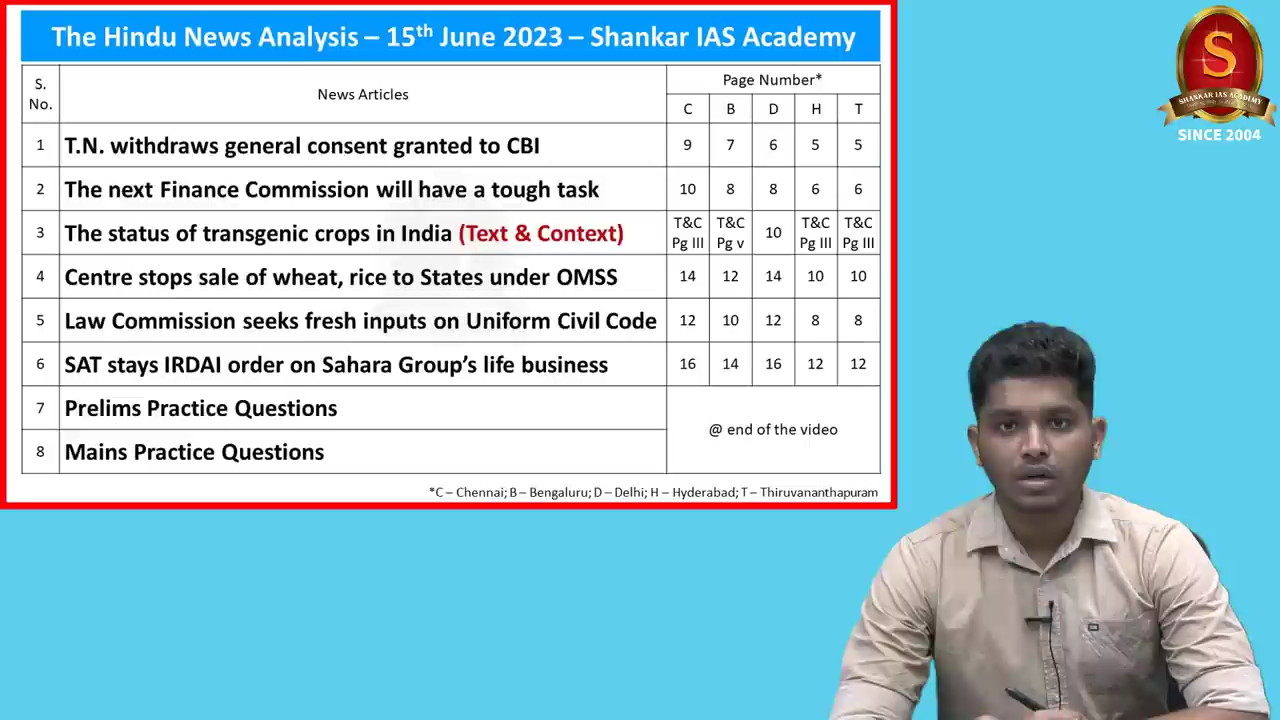 The Hindu News Analysis – 15th June 2023 – Shankar IAS Academy
S. No. News Articles Page Number*
C B D H T
1 T.N. withdraws general consent granted to CBI 9 7 6 5 5
2 The next Finance Commission will have a tough task 10 8 8 6 6
3 The status of transgenic crops in India (Text & Context) T&C Pg III T&C Pg v 10 T&C Pg III T&C Pg III
4 Centre stops sale of wheat, rice to States under OMSS 14 12 14 10 10
5 Law Commission seeks fresh inputs on Uniform Civil Code 12 10 12 8 8
6 SAT stays IRDAI order on Sahara Group’s life business 16 14 16 12 12
7 Prelims Practice Questions
@ end of the video
8 Mains Practice Questions
*C – Chennai; B – Bengaluru; D – Delhi; H – Hyderabad; T – Thiruvananthapuram
S
SHANKAR IAS ACADEMY
SINCE 2004